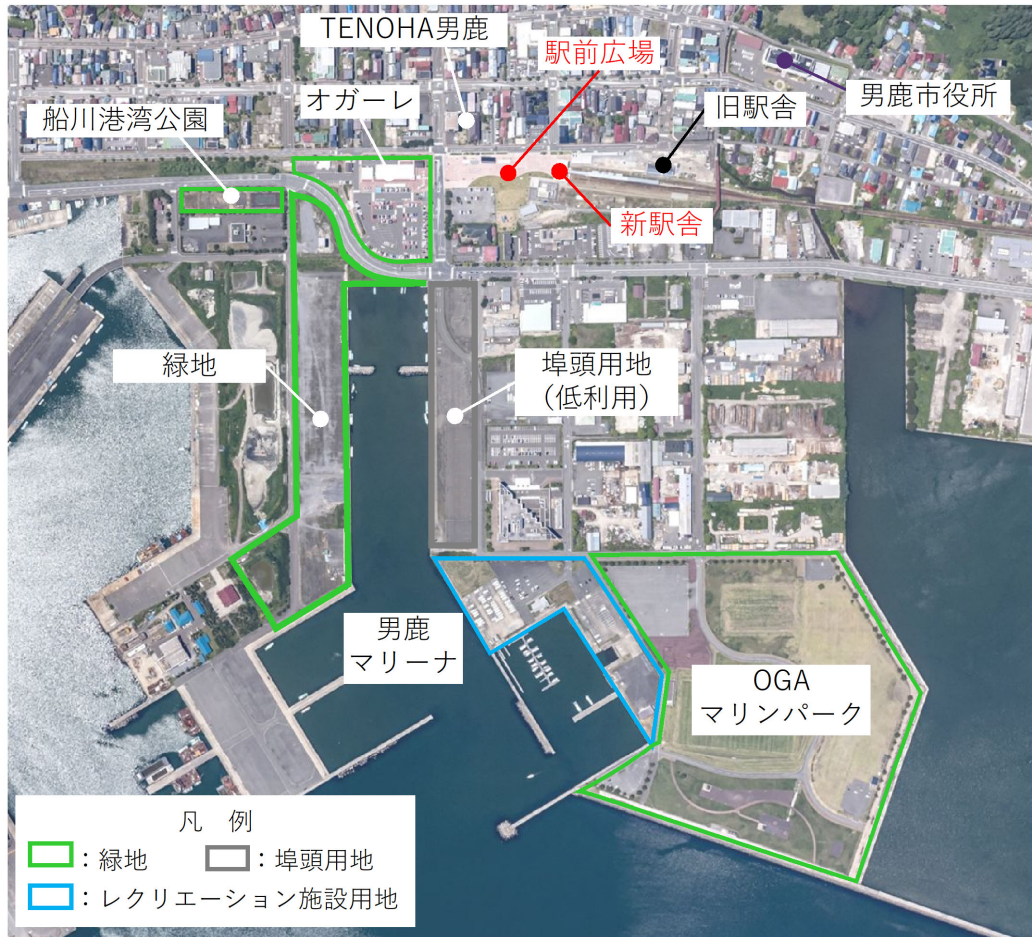 TENOHA男鹿
駅前広場
オガーレ
旧駅舎
男鹿市役所
船川港湾公園
新駅舎
緑地
埠頭用地
(低利用)
男鹿
マリーナ
OGA
マリンパーク
凡 例
：緑地
：埠頭用地
：レクリエーション施設用地